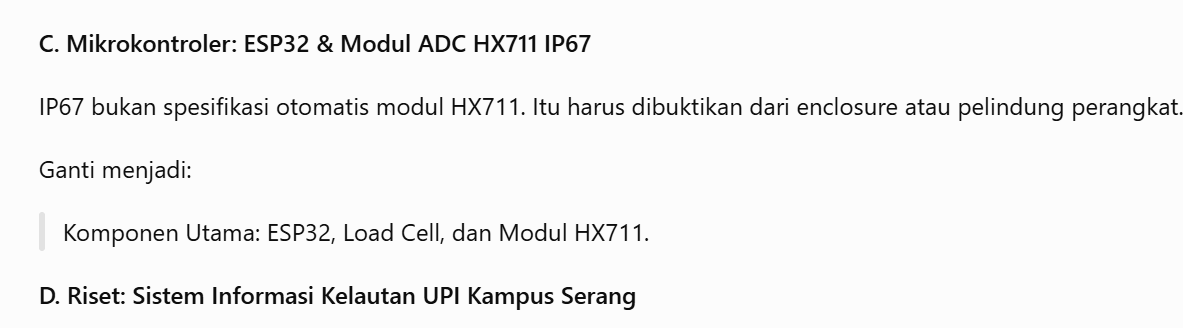 C. Mikrokontroler: ESP32 & Modul ADC HX711 IP67
IP67 bukan spesifikasi otomatis modul HX711. Itu harus dibuktikan dari enclosure atau pelindung perangkat.
Ganti menjadi:
Komponen Utama: ESP32, Load Cell, dan Modul HX711.
D. Riset: Sistem Informasi Kelautan UPI Kampus Serang